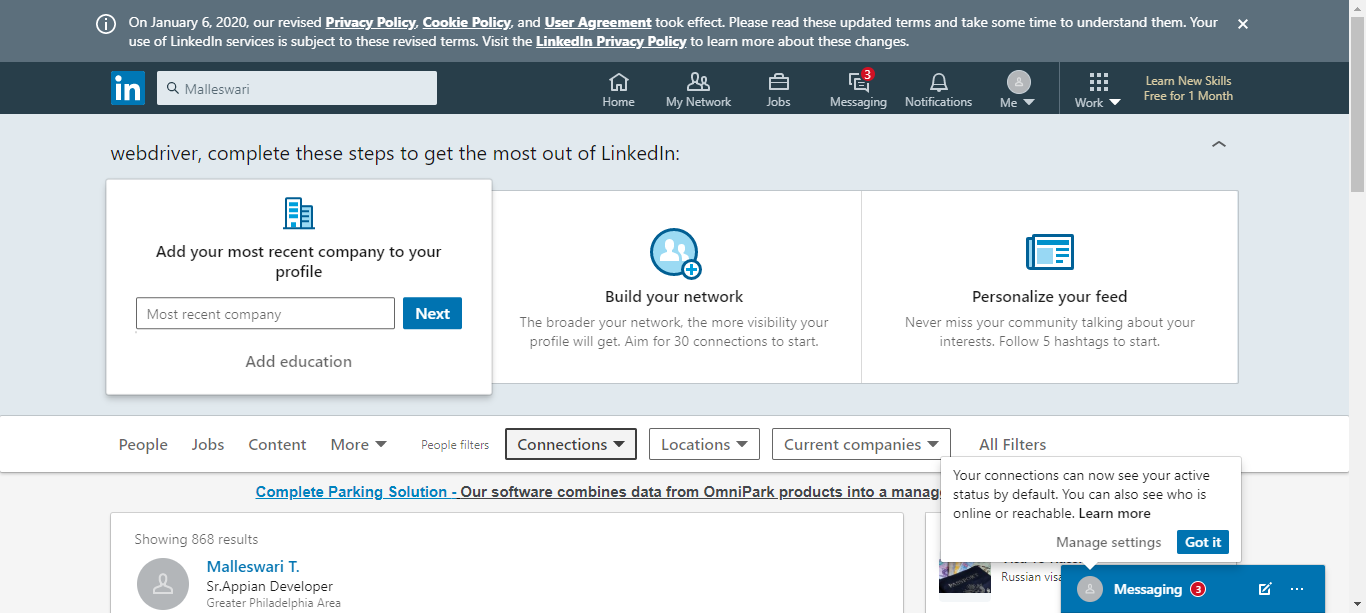 On January 6, 2020, our revised Privacy Policy, Cookie Policy, and User Agreement took effect. Please read these updated terms and take some time to understand them. Your
use of LinkedIn services is subject to these revised terms. Visit the LinkedIn Privacy Policy to learn more about these changes.
in
Malleswari
Home
My Network
Jobs
3
Messaging
Notifications
Me
Work
Learn New Skills
Free for 1 Month
webdriver, complete these steps to get the most out of LinkedIn:
Add your most recent company to your
profile
Most recent company
Next
Add education
Build your network
The broader your network, the more visibility your
profile will get. Aim for 30 connections to start.
Personalize your feed
Never miss your community talking about your
interests. Follow 5 hashtags to start.
People
Jobs
Content
More
People filters
Connections
Locations
Current companies
All Filters
Complete Parking Solution - Our software combines data from OmniPark products into a
Your connections can now see your active
status by default. You can also see who is
online or reachable. Learn more
Manage settings
Got it
Showing 868 results
Malleswari T.
Sr.Appian Developer
Greater Philadelphia Area
PASSPORT
Russian visa
Messaging
3